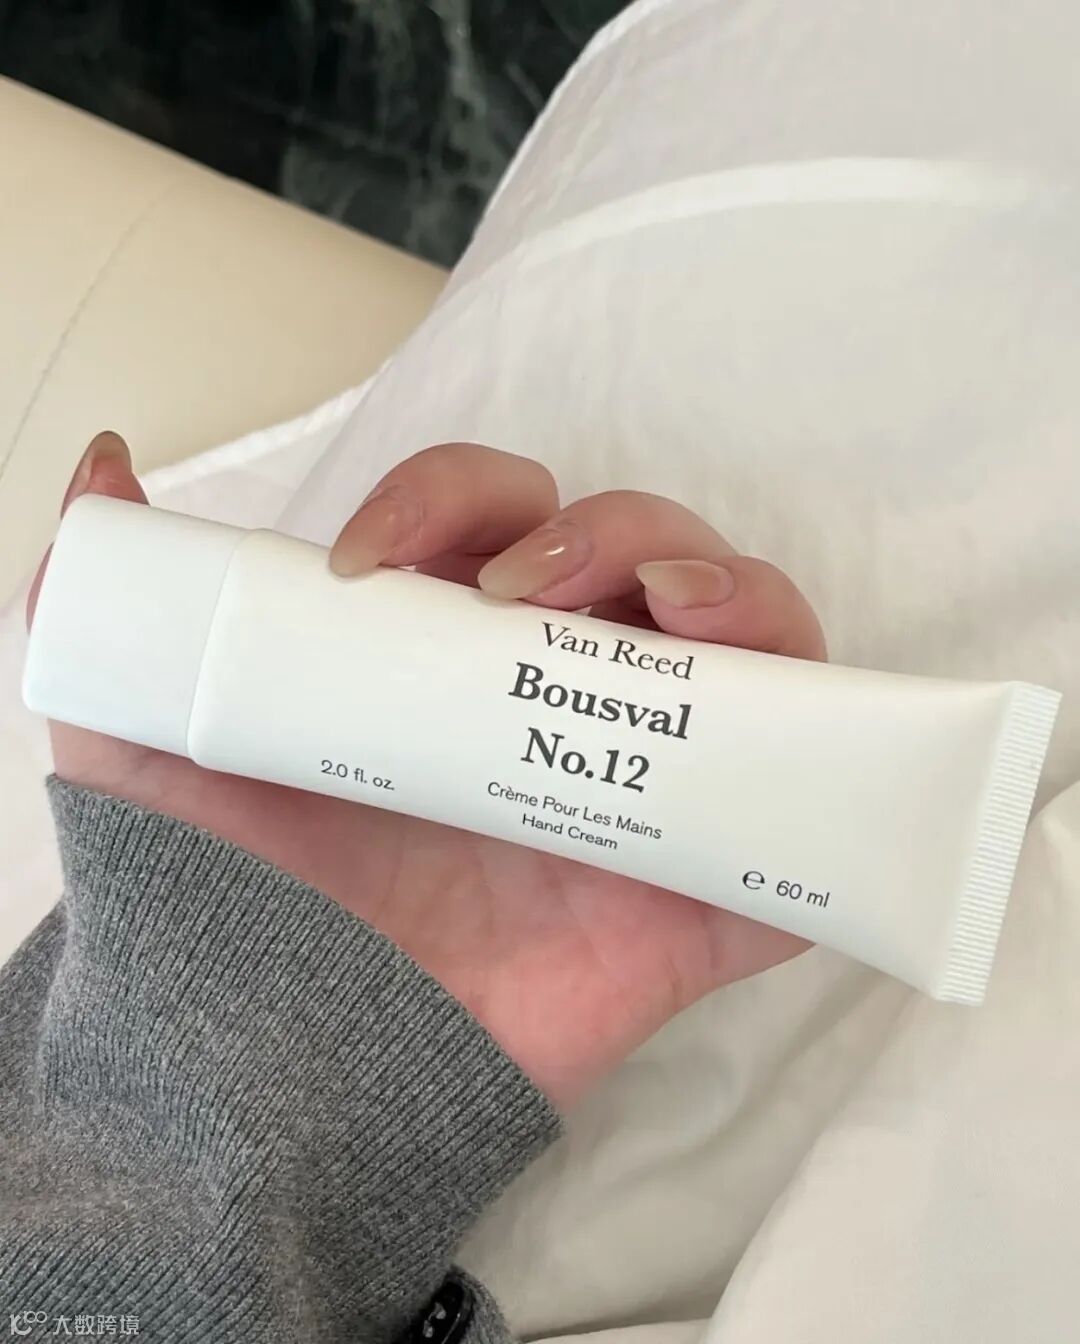 Van Reed
Bousval
No.12
2.0 fl. oz.
Crème Pour Les Mains
Hand Cream
℮ 60 ml
大数跨境